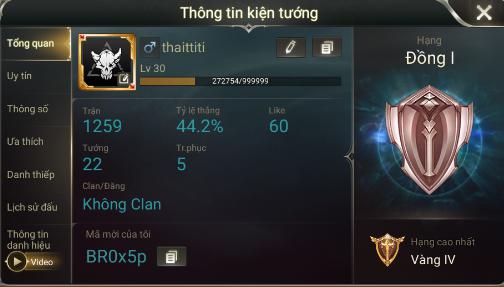 Thông tin kiện tướng
Tổng quan
Uy tín
Thông số
Ưa thích
Danh thiếp
Lịch sử đấu
Thông tin
danh hiệu
Video
thaittiti
Lv 30
272754/999999
Trận Tỷ lệ thắng Like
1259 44.2% 60
Tướng Tr.phục
22 5
Clan/Đảng
Không Clan
Mã mời của tôi
BR0x5p
Hạng
Đồng I
Hạng cao nhất
Vàng IV